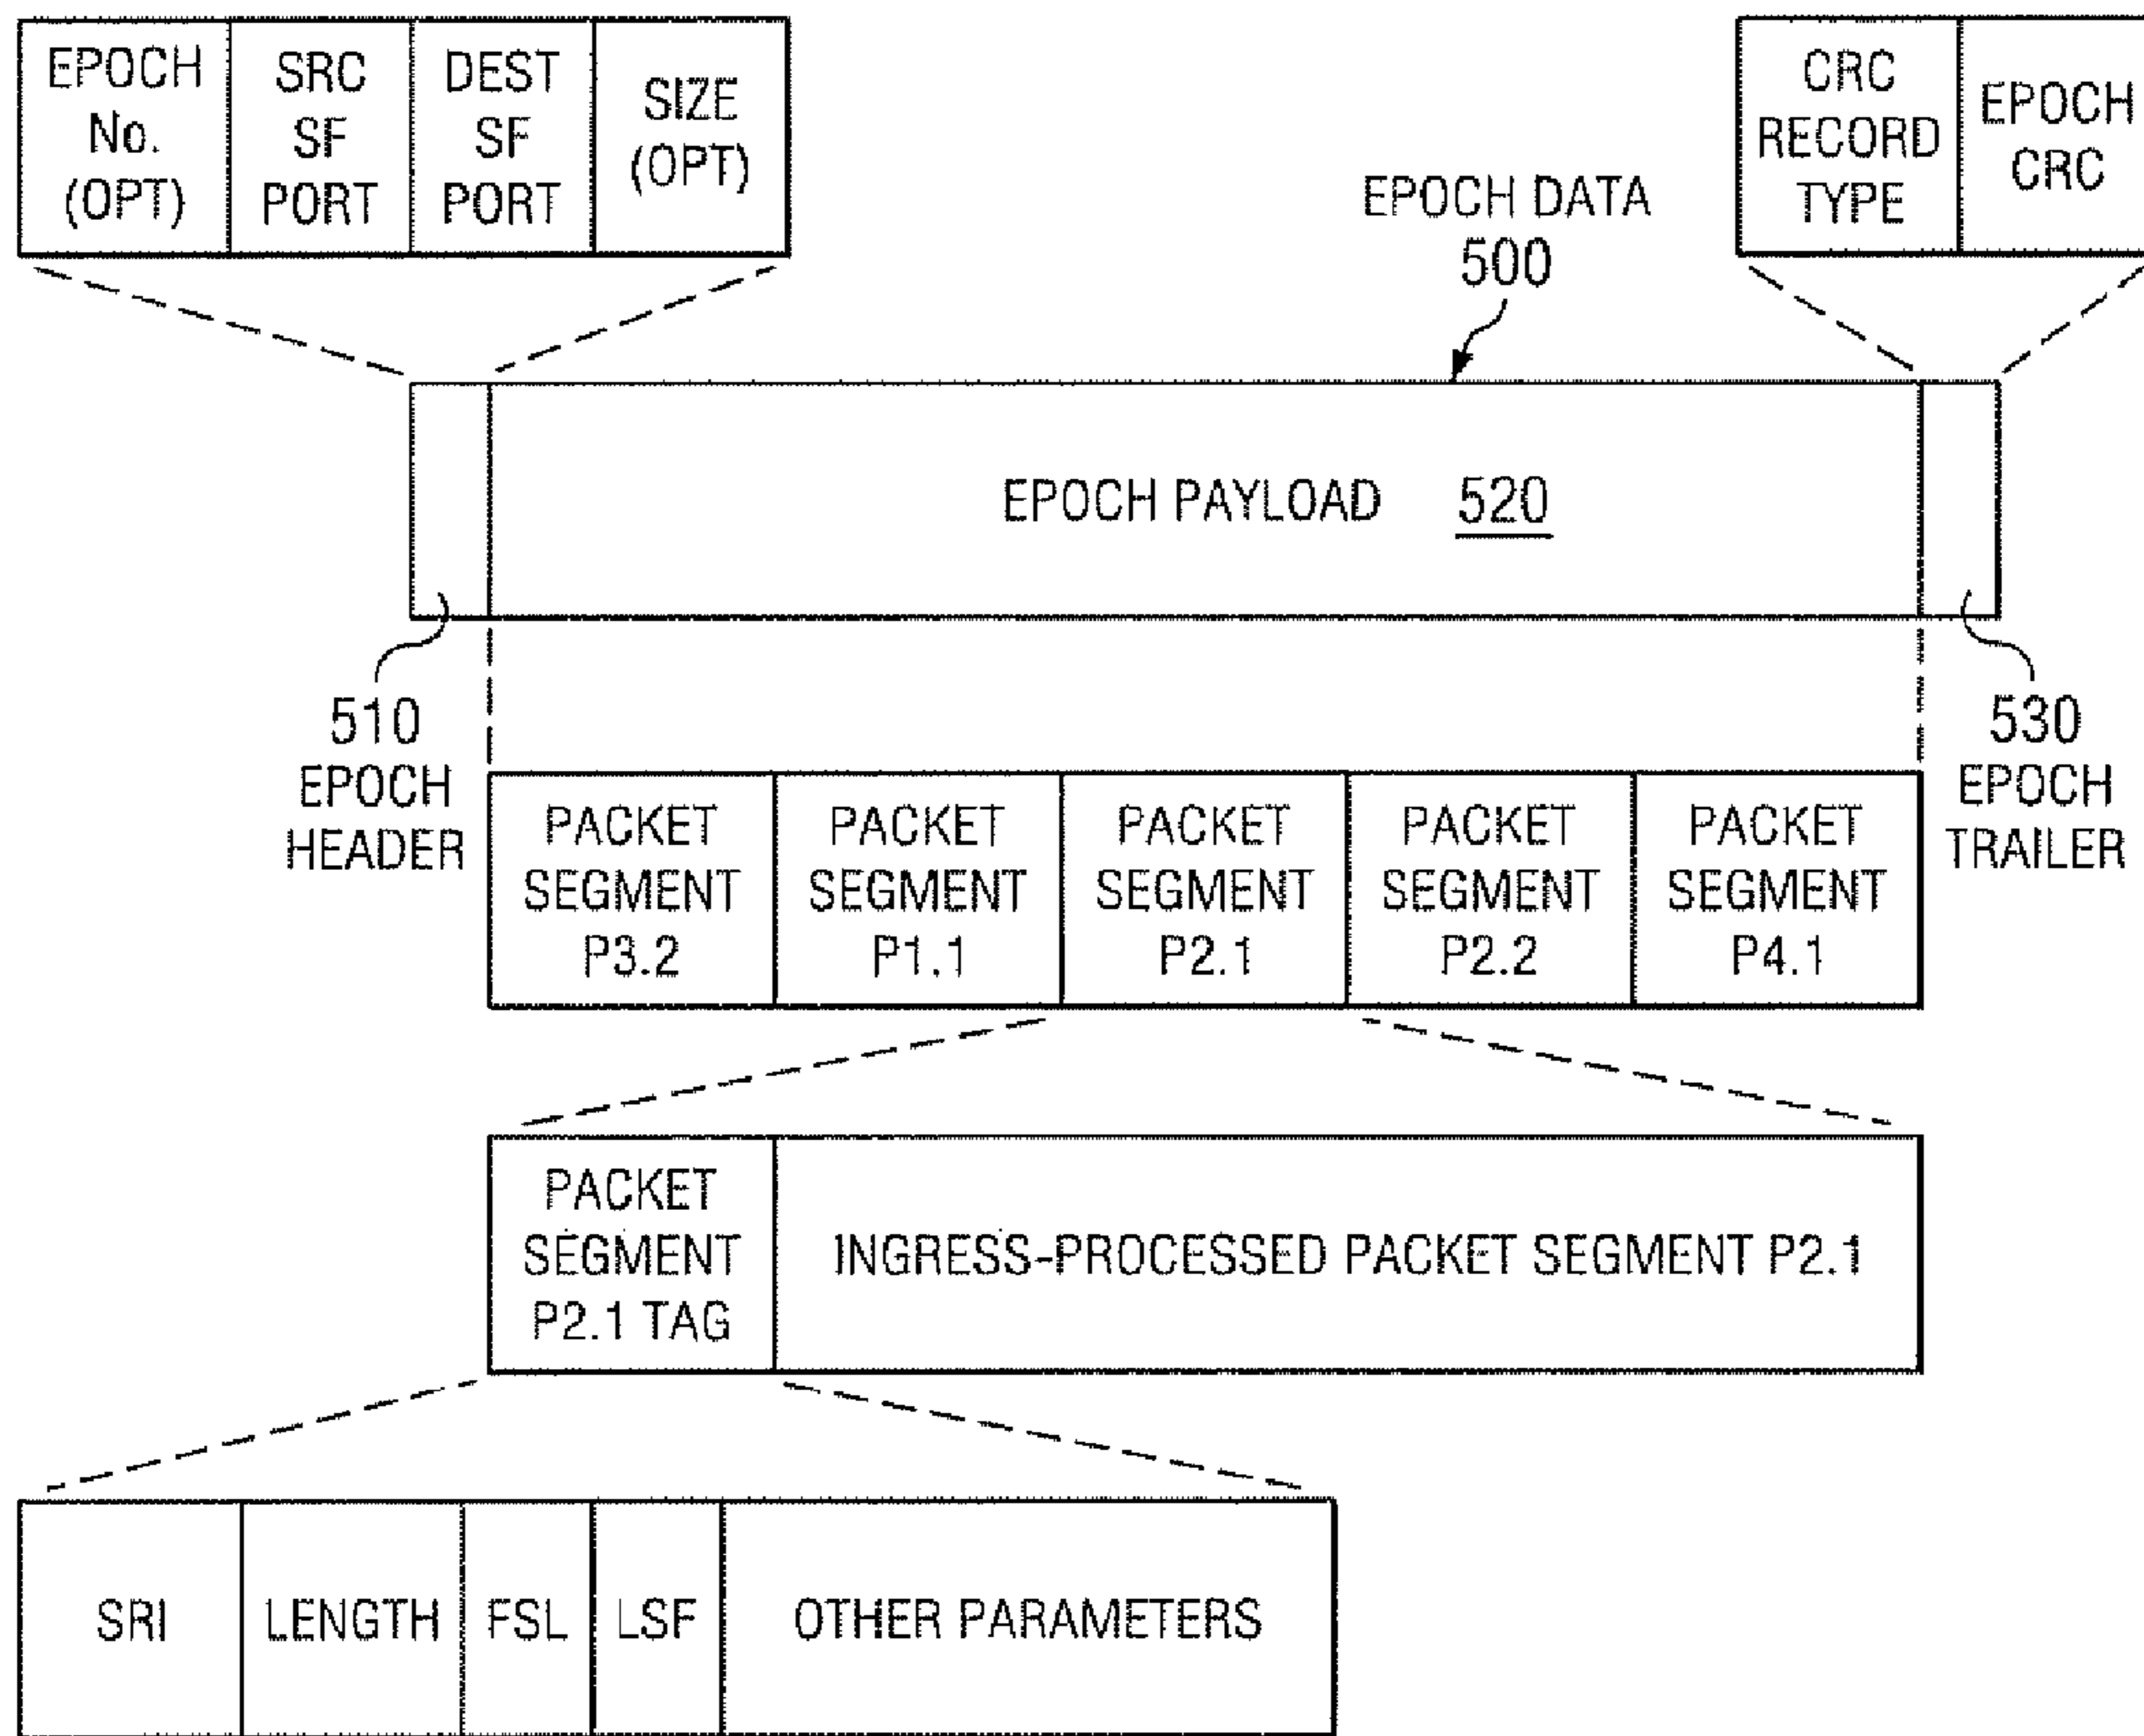 EPOCH
No.
(OPT)
SRC
SF
PORT
DEST
SF
PORT
SIZE
(OPT)
EPOCH DATA
500
CRC
RECORD
TYPE
EPOCH
CRC
EPOCH PAYLOAD 520
510
EPOCH
HEADER
530
EPOCH
TRAILER
PACKET
SEGMENT
P3.2
PACKET
SEGMENT
P1.1
PACKET
SEGMENT
P2.1
PACKET
SEGMENT
P2.2
PACKET
SEGMENT
P4.1
PACKET
SEGMENT
P2.1 TAG
INGRESS-PROCESSED PACKET SEGMENT P2.1
SRI
LENGTH
FSL
LSF
OTHER PARAMETERS